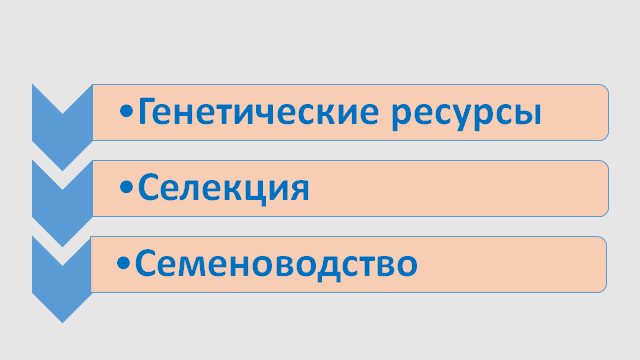 •Генетические ресурсы
•Селекция
•Семеноводство